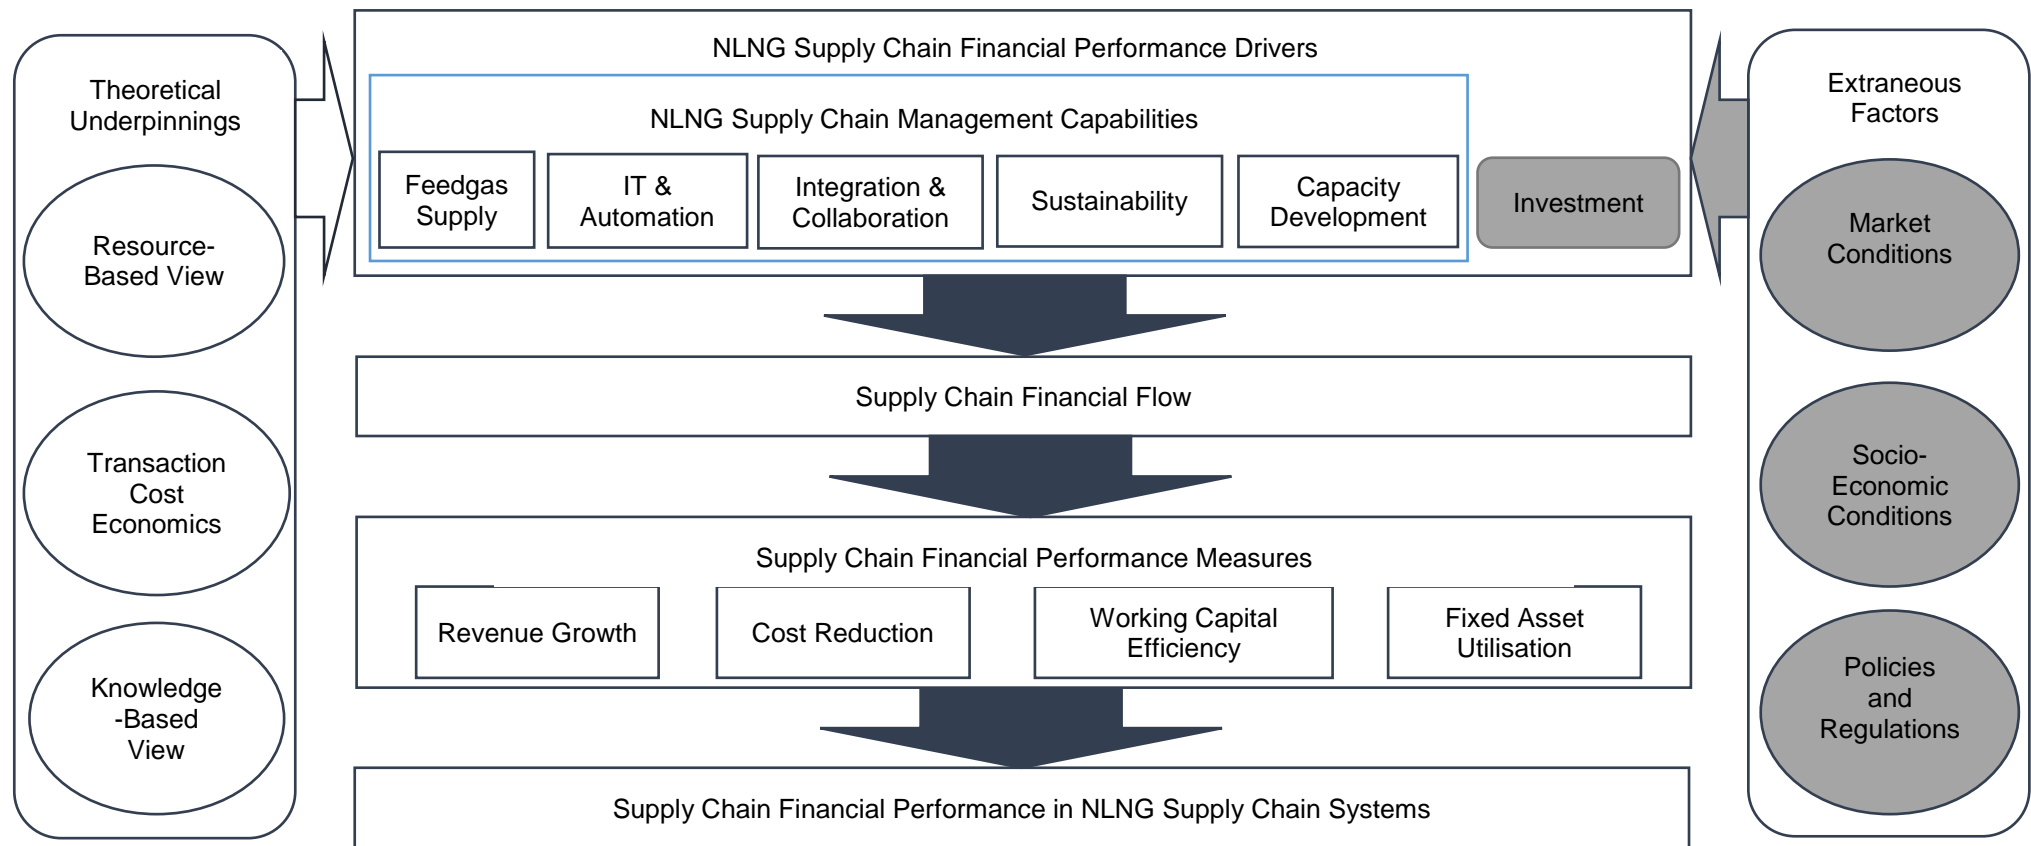 Theoretical
Underpinnings
Resource-
Based View
Transaction
Cost
Economics
Knowledge
-Based
View
NLNG Supply Chain Financial Performance Drivers
NLNG Supply Chain Management Capabilities
Feedgas
Supply
IT &
Automation
Integration &
Collaboration
Sustainability
Capacity
Development
Investment
Supply Chain Financial Flow
Supply Chain Financial Performance Measures
Revenue Growth
Cost Reduction
Working Capital
Efficiency
Fixed Asset
Utilisation
Supply Chain Financial Performance in NLNG Supply Chain Systems
Extraneous
Factors
Market
Conditions
Socio-
Economic
Conditions
Policies
and
Regulations